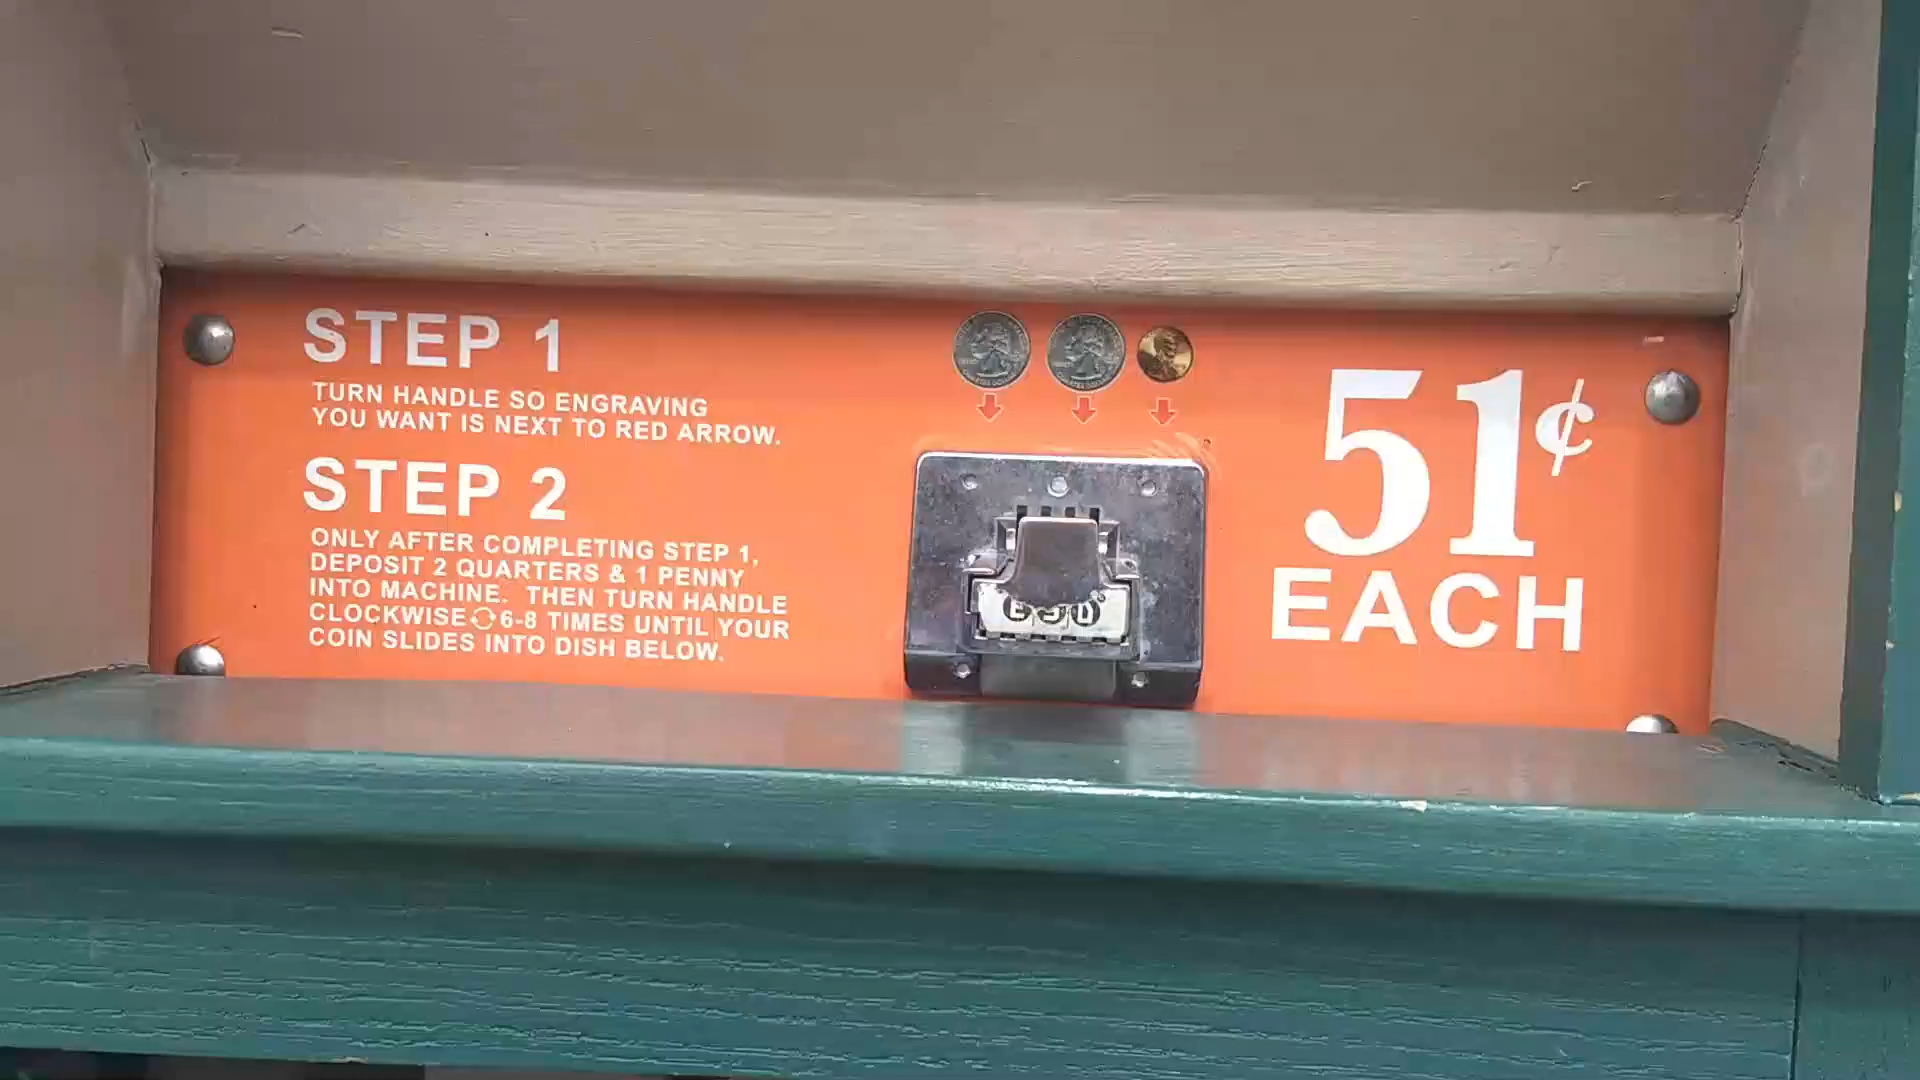 STEP 1
TURN HANDLE SO ENGRAVING
YOU WANT IS NEXT TO RED ARROW.
STEP 2
ONLY AFTER COMPLETING STEP 1,
DEPOSIT 2 QUARTERS & 1 PENNY
INTO MACHINE. THEN TURN HANDLE
CLOCKWISE 6-8 TIMES UNTIL YOUR
COIN SLIDES INTO DISH BELOW.
51¢
EACH